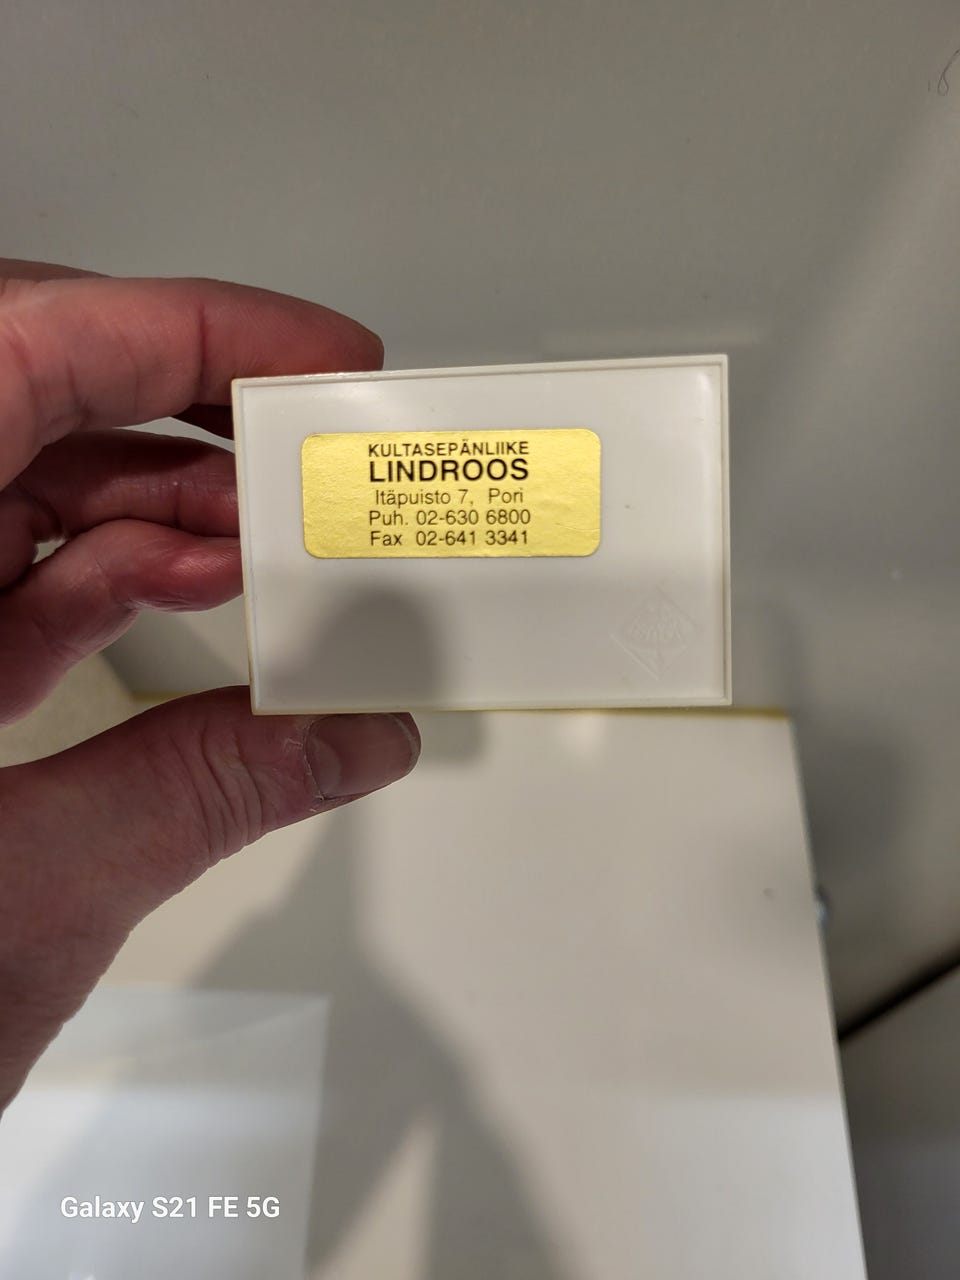 KULTASEPÄNLIIKE
LINDROOS
Itäpuisto 7, Pori
Puh. 02-630 6800
Fax 02-641 3341
Galaxy S21 FE 5G